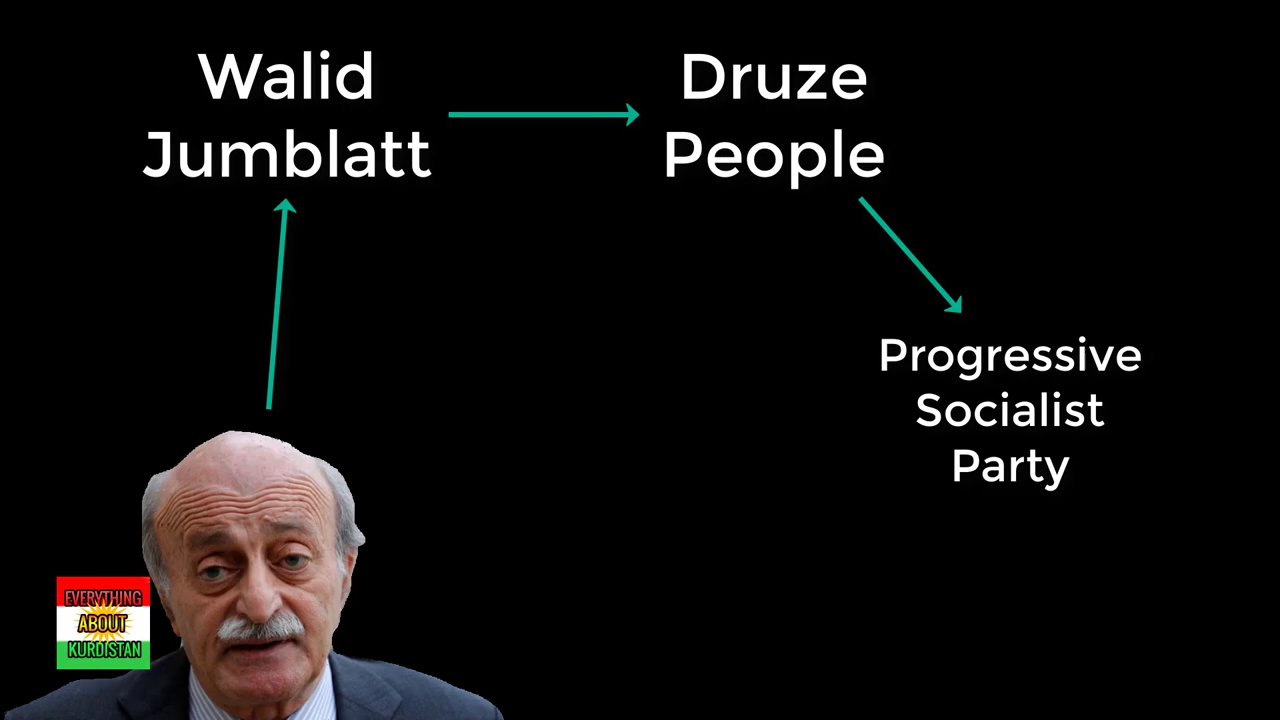 Walid
Jumblatt
Druze
People
Progressive
Socialist
Party
EVERYTHING
ABOUT
KURDISTAN